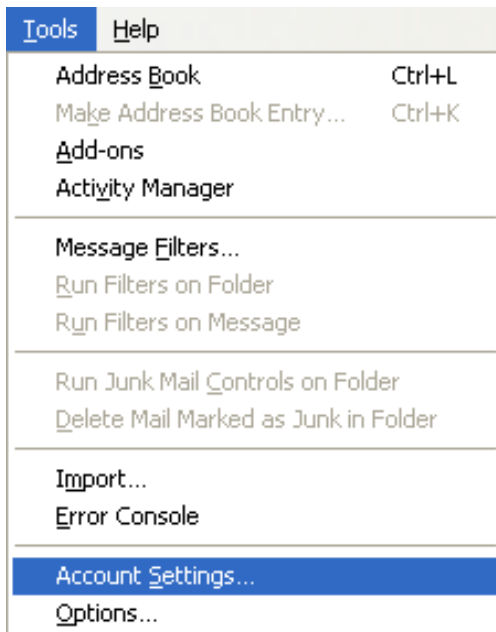 Tools Help
Address Book Ctrl+L
Make Address Book Entry... Ctrl+K
Add-ons
Activity Manager
Message Filters...
Run Filters on Folder
Run Filters on Message
Run Junk Mail Controls on Folder
Delete Mail Marked as Junk in Folder
Import...
Error Console
Account Settings...
Options...